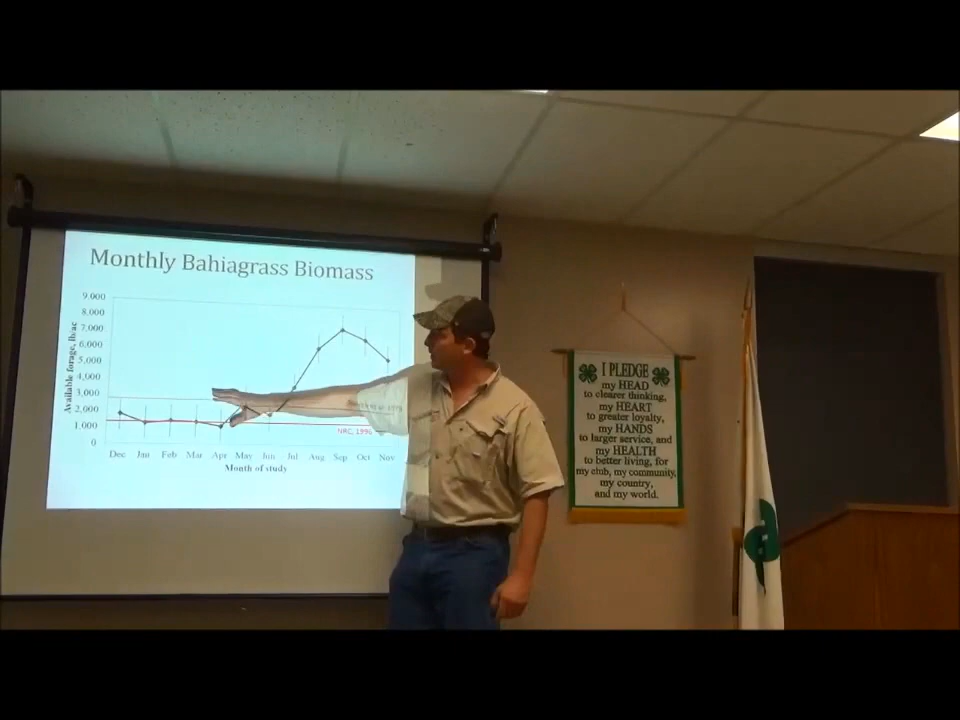 Monthly Bahiagrass Biomass
9,000
8,000
7,000
6,000
5,000
4,000
3,000
2,000
1,000
0
Available forage, lb/ac
NRC, 1996
Dec Jan Feb Mar Apr May Jun Jul Aug Sep Oct Nov
Month of study
I PLEDGE
my HEAD
to clearer thinking,
my HEART
to greater loyalty,
my HANDS
to larger service, and
my HEALTH
to better living, for
my club, my community,
my country,
and my world.